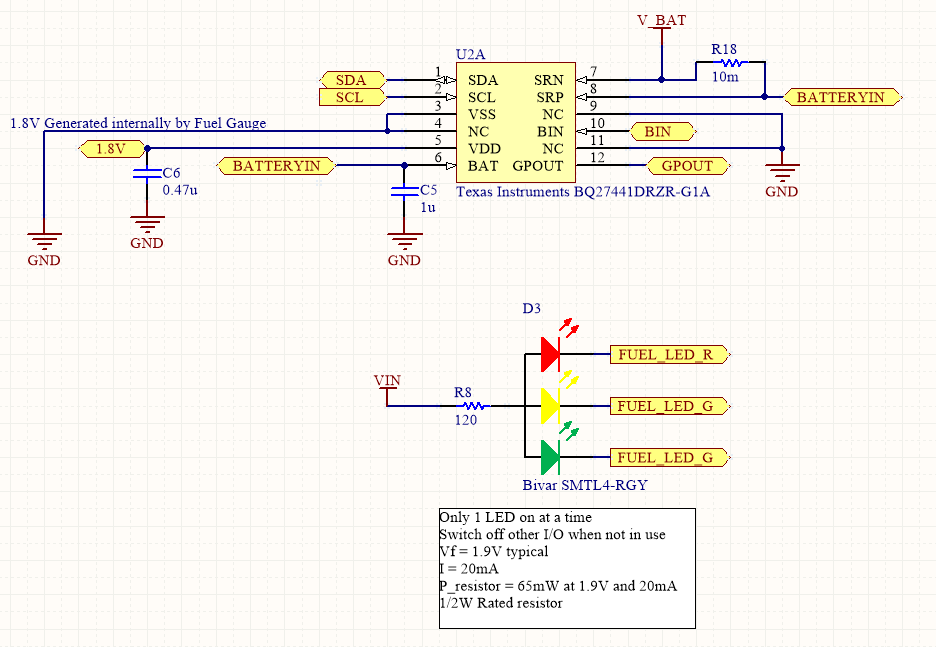 V_BAT
U2A
R18
10m
SDA 1 SDA SRN 7
SCL 2 SCL SRP 8 BATTERYIN
3 VSS NC 9
1.8V Generated internally by Fuel Gauge 4 NC BIN 10 BIN
1.8V 5 VDD NC 11
BATTERYIN 6 BAT GPOUT 12 GPOUT
C6
0.47u
C5
1u
Texas Instruments BQ27441DRZR-G1A
GND
GND
GND
GND
D3
FUEL_LED_R
VIN
R8
120
FUEL_LED_G
FUEL_LED_G
Bivar SMTL4-RGY
Only 1 LED on at a time
Switch off other I/O when not in use
Vf = 1.9V typical
I = 20mA
P_resistor = 65mW at 1.9V and 20mA
1/2W Rated resistor